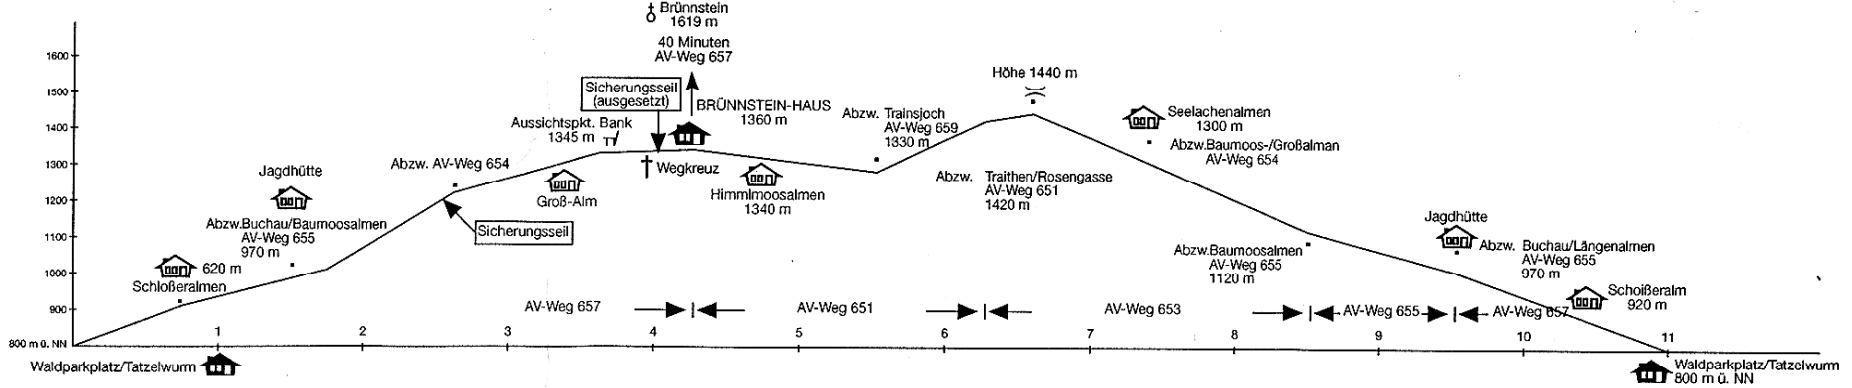 Brünnstein
1619 m
40 Minuten
AV-Weg 657
Sicherungsseil
(ausgesetzt)
BRÜNNSTEIN-HAUS
1360 m
Aussichtspkt. Bank
1345 m
Wegkreuz
Abzw. AV-Weg 654
Groß-Alm
Sicherungsseil
Jagdhütte
Abzw.Buchau/Baumoosalmen
AV-Weg 655
970 m
620 m
Schloßeralmen
Himmlmoosalmen
1340 m
Abzw. Trainsjoch
AV-Weg 659
1330 m
Höhe 1440 m
Abzw. Traithen/Rosengasse
AV-Weg 651
1420 m
Seelachenalmen
1300 m
Abzw.Baumoos-/Großalman
AV-Weg 654
Abzw.Baumoosalmen
AV-Weg 655
1120 m
Jagdhütte
Abzw. Buchau/Längenalmen
AV-Weg 655
970 m
Schoißeralm
920 m
1600
1500
1400
1300
1200
1100
1000
900
800 m ü. NN
AV-Weg 657
AV-Weg 651
AV-Weg 653
AV-Weg 655
AV-Weg 657
1 2 3 4 5 6 7 8 9 10 11
Waldparkplatz/Tatzelwurm
Waldparkplatz/Tatzelwurm
800 m ü. NN